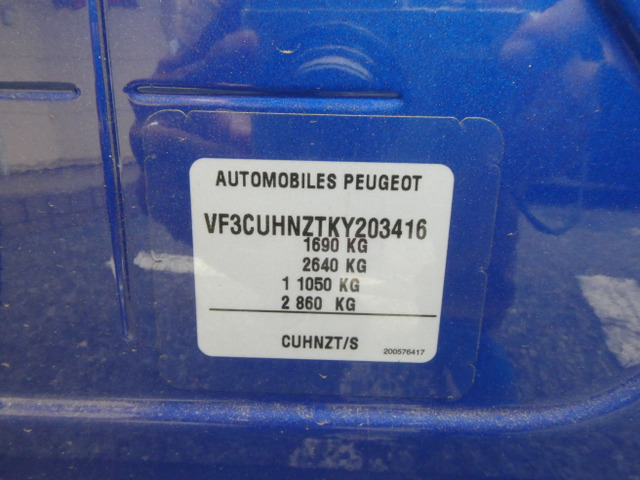 AUTOMOBILES PEUGEOT
VF3CUHNZTKY203416
1690 KG
2640 KG
1 1050 KG
2 860 KG
CUHNZT/S
200576417